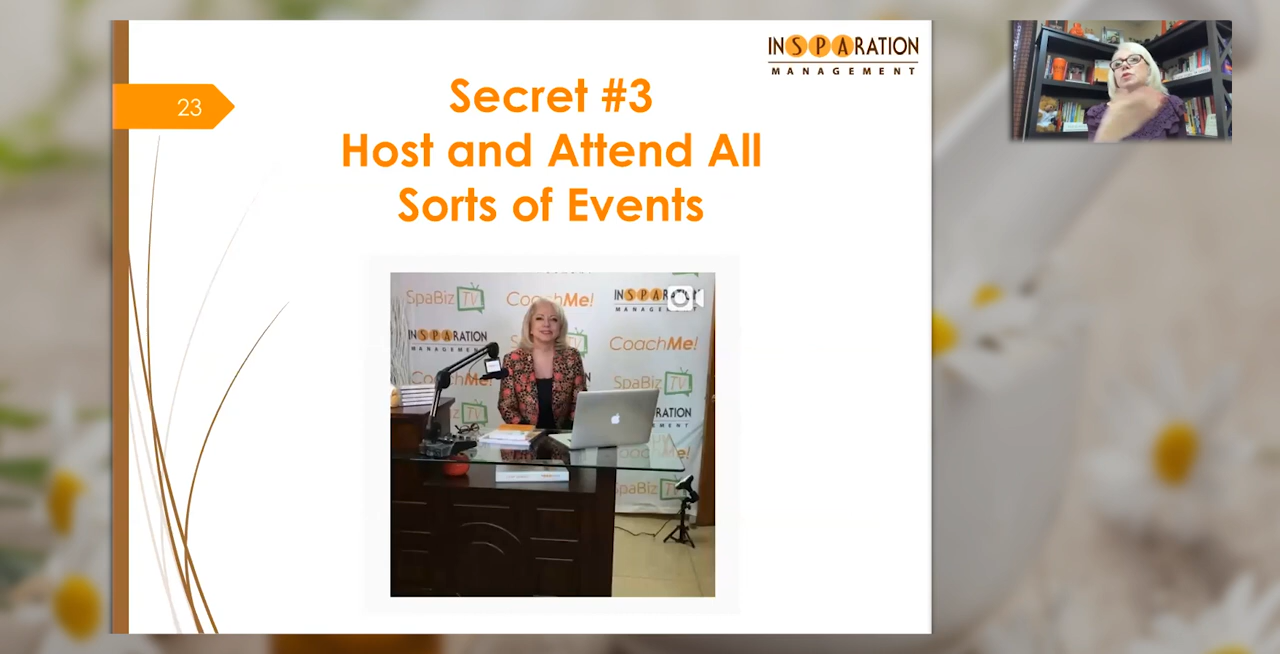 INSPARATION
MANAGEMENT
23
Secret #3
Host and Attend All
Sorts of Events
SpaBiz TV
CoachMe!
INSPARATION
MANAGEMENT
INSPARATION
MANAGEMENT
CoachMe!
CoachMe!
SpaBiz TV
SpaBiz TV